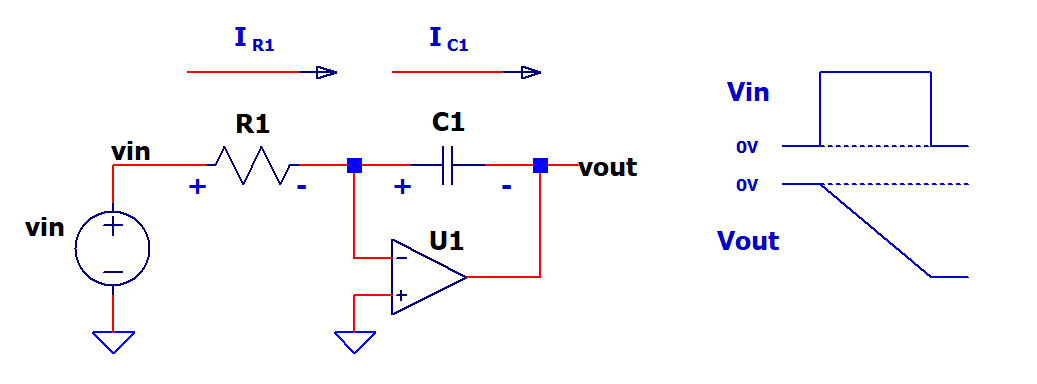 I R1
I C1
R1
C1
vin
+
-
+
-
vout
vin
+
−
U1
−
+
Vin
0V
0V
Vout